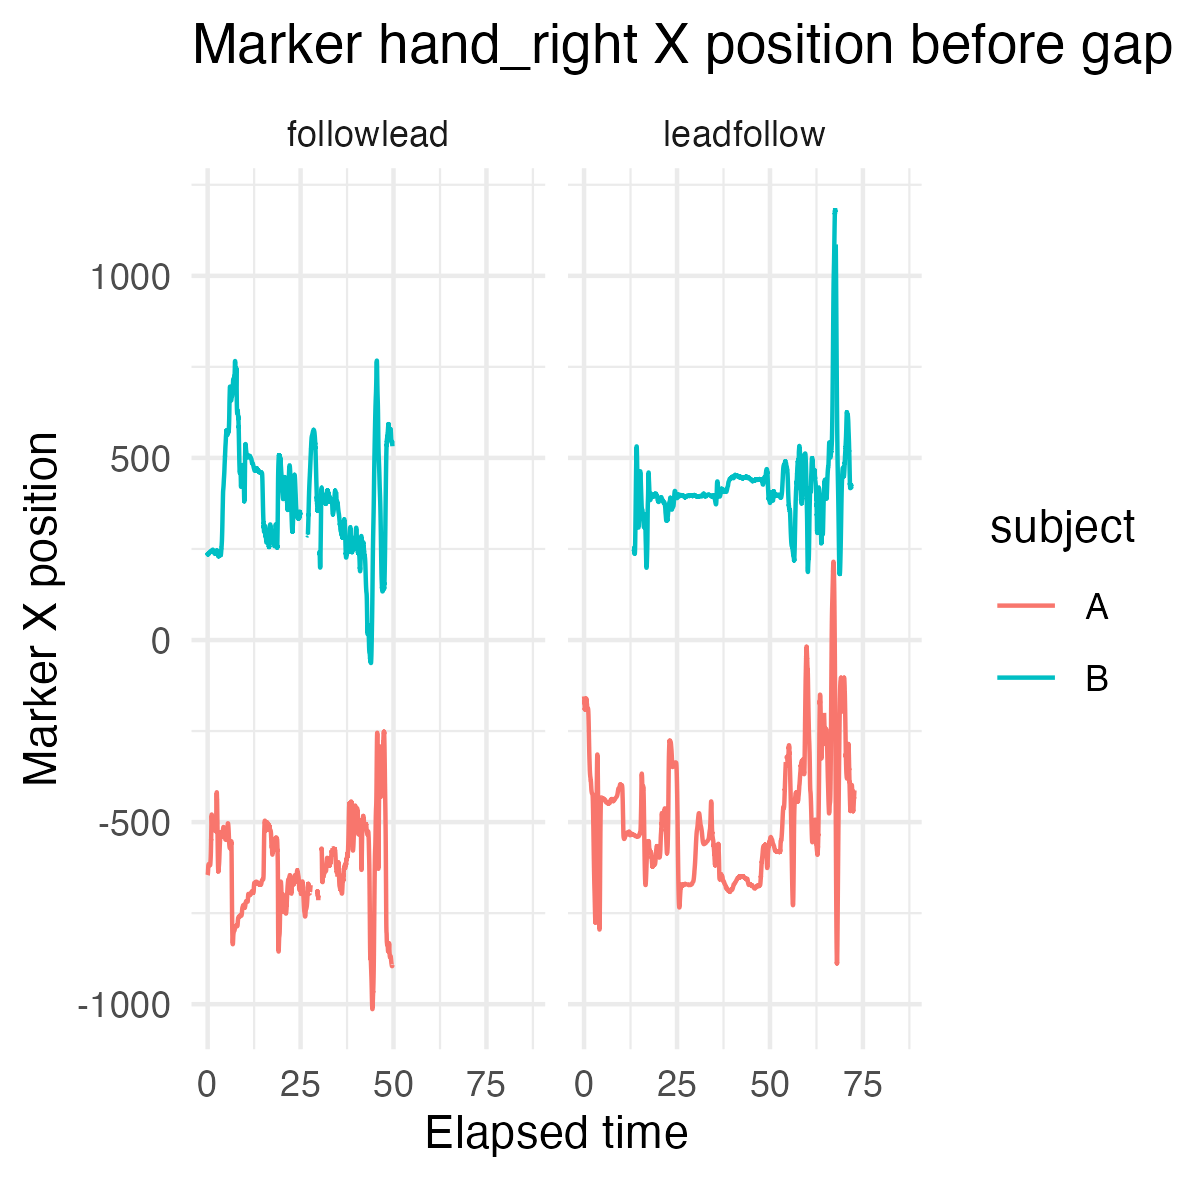 Marker hand_right X position before gap
followlead
leadfollow
1000
500
0
-500
-1000
Marker X position
0 25 50 75
0 25 50 75
Elapsed time
subject
A
B